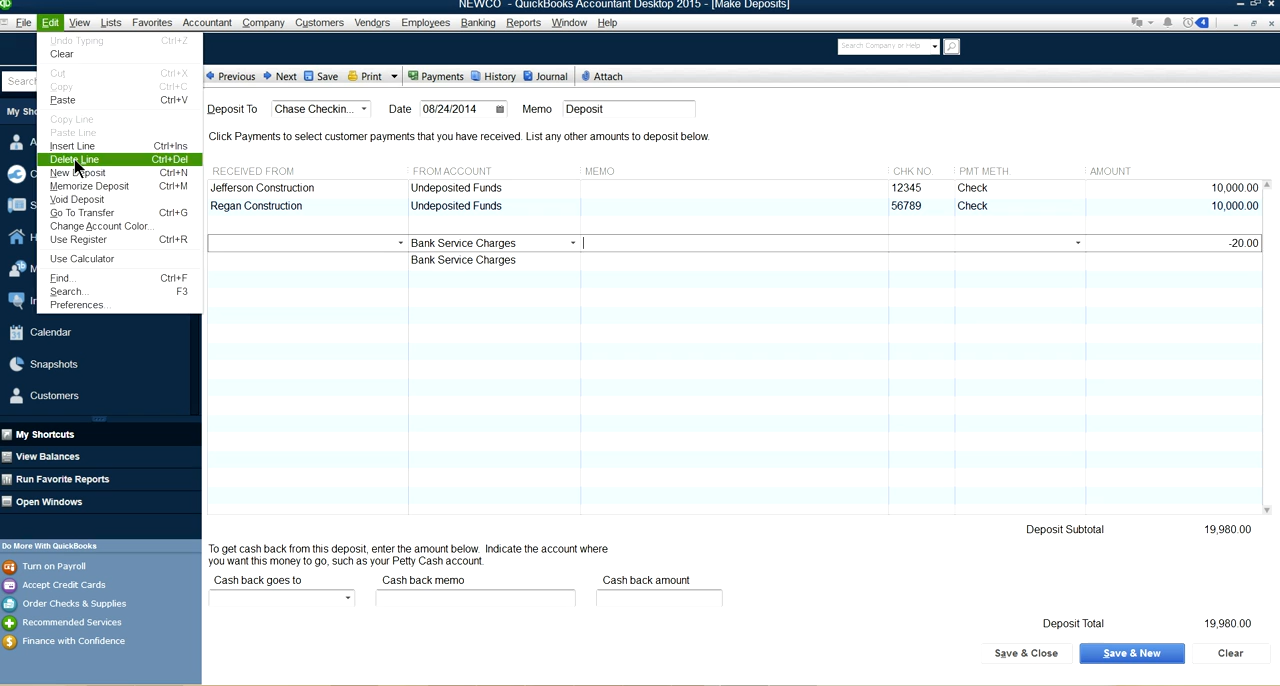 NEWCO - QuickBooks Accountant Desktop 2015 - [Make Deposits]
File Edit View Lists Favorites Accountant Company Customers Vendors Employees Banking Reports Window Help 4
Undo Typing Ctrl+Z
Clear
Cut Ctrl+X
Copy Ctrl+C
Paste Ctrl+V
Copy Line
Paste Line
Insert Line Ctrl+Ins
Delete Line Ctrl+Del
New Deposit Ctrl+N
Memorize Deposit Ctrl+M
Void Deposit
Go To Transfer Ctrl+G
Change Account Color...
Use Register Ctrl+R
Use Calculator
Find... Ctrl+F
Search... F3
Preferences...
Search Company or Help
Searc
My Sho
Calendar
Snapshots
Customers
My Shortcuts
View Balances
Run Favorite Reports
Open Windows
Do More With QuickBooks
Turn on Payroll
Accept Credit Cards
Order Checks & Supplies
Recommended Services
Finance with Confidence
Previous Next Save Print Payments History Journal Attach
Deposit To Chase Checkin... Date 08/24/2014 Memo Deposit
Click Payments to select customer payments that you have received. List any other amounts to deposit below.
RECEIVED FROM FROM ACCOUNT MEMO CHK NO. PMT METH. AMOUNT
Jefferson Construction Undeposited Funds 12345 Check 10,000.00
Regan Construction Undeposited Funds 56789 Check 10,000.00
Bank Service Charges -20.00
Bank Service Charges
Deposit Subtotal 19,980.00
To get cash back from this deposit, enter the amount below. Indicate the account where
you want this money to go, such as your Petty Cash account.
Cash back goes to Cash back memo Cash back amount
Deposit Total 19,980.00
Save & Close Save & New Clear